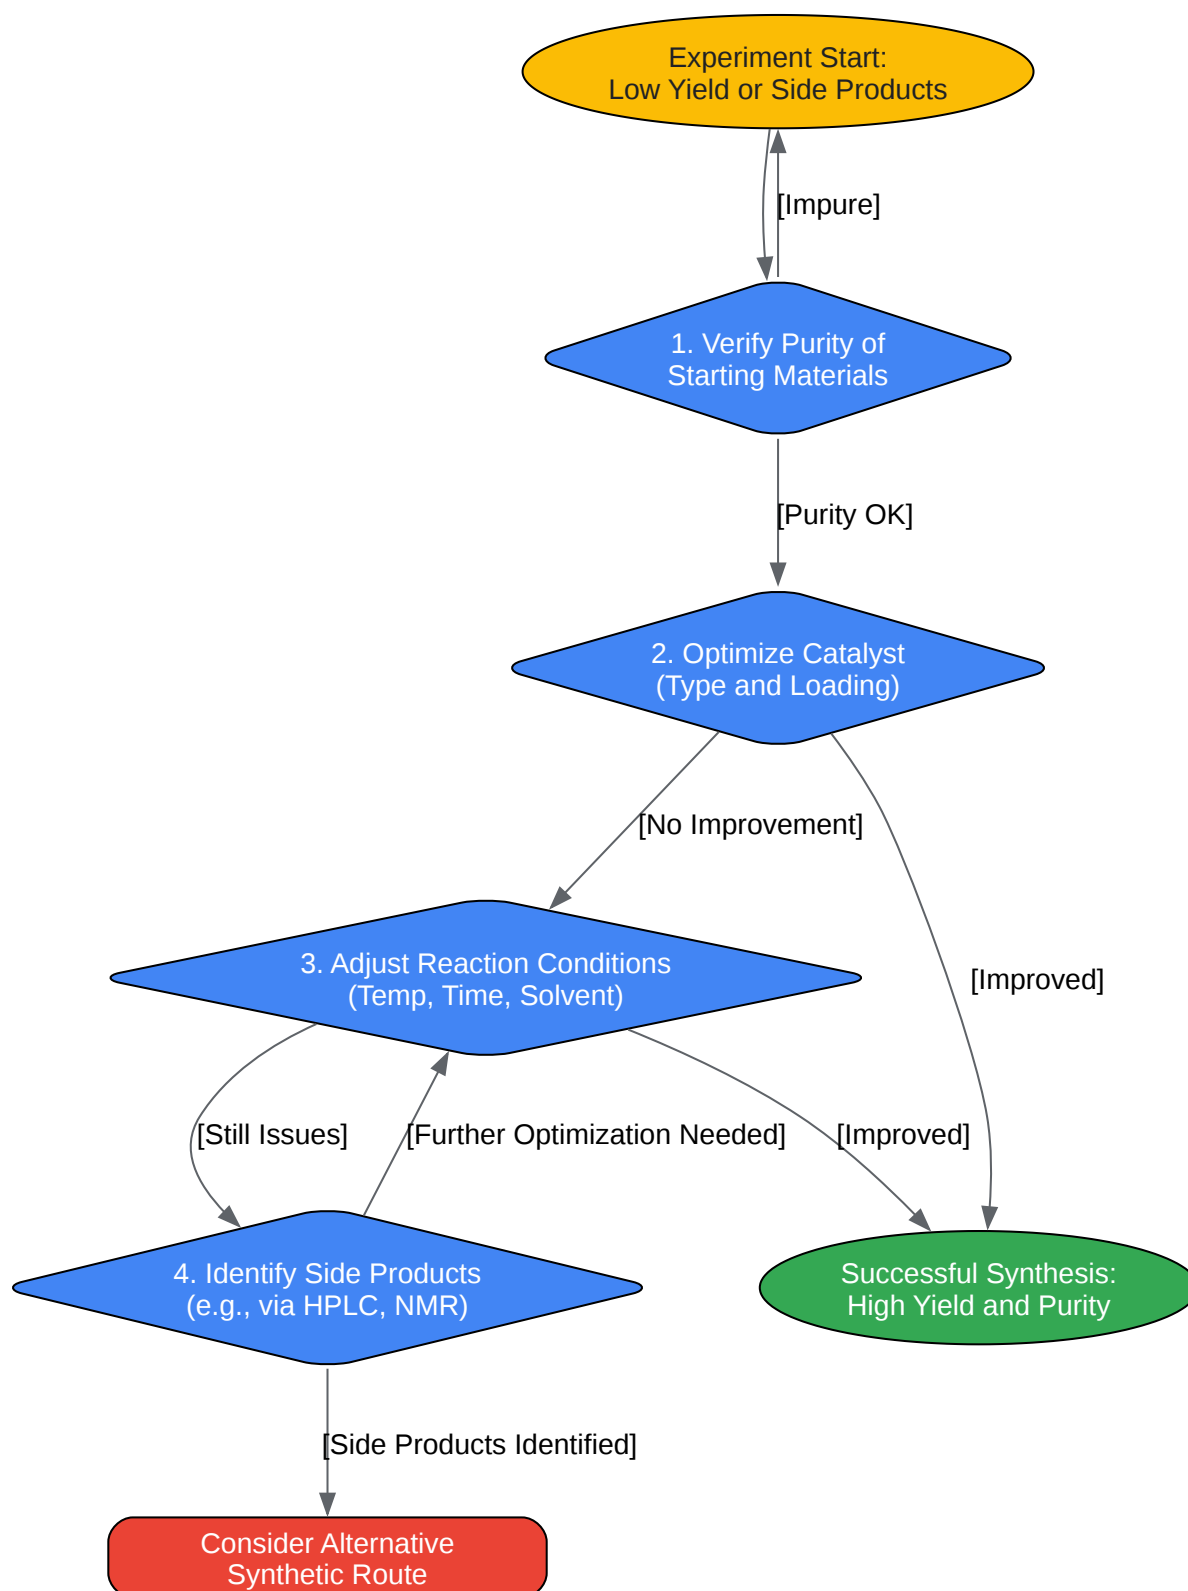 Experiment Start:
Low Yield or Side Products
[Impure]
1. Verify Purity of
Starting Materials
[Purity OK]
2. Optimize Catalyst
(Type and Loading)
[No Improvement]
3. Adjust Reaction Conditions
(Temp, Time, Solvent)
[Improved]
[Still Issues]
[Further Optimization Needed]
[Improved]
4. Identify Side Products
(e.g., via HPLC, NMR)
Successful Synthesis:
High Yield and Purity
[Side Products Identified]
Consider Alternative
Synthetic Route